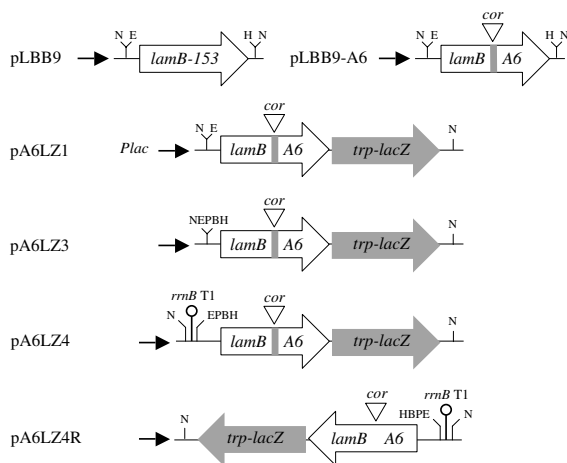 cor
pLBB9 N E lamB-153 H N pLBB9-A6 N E lamB A6 H N
cor
N E N
pA6LZ1 Plac lamB A6 trp-lacZ
cor
NEPBH N
pA6LZ3 lamB A6 trp-lacZ
rrnB T1 cor
N EPBH N
pA6LZ4 lamB A6 trp-lacZ
cor rrnB T1
N HBPE N
pA6LZ4R trp-lacZ lamB A6